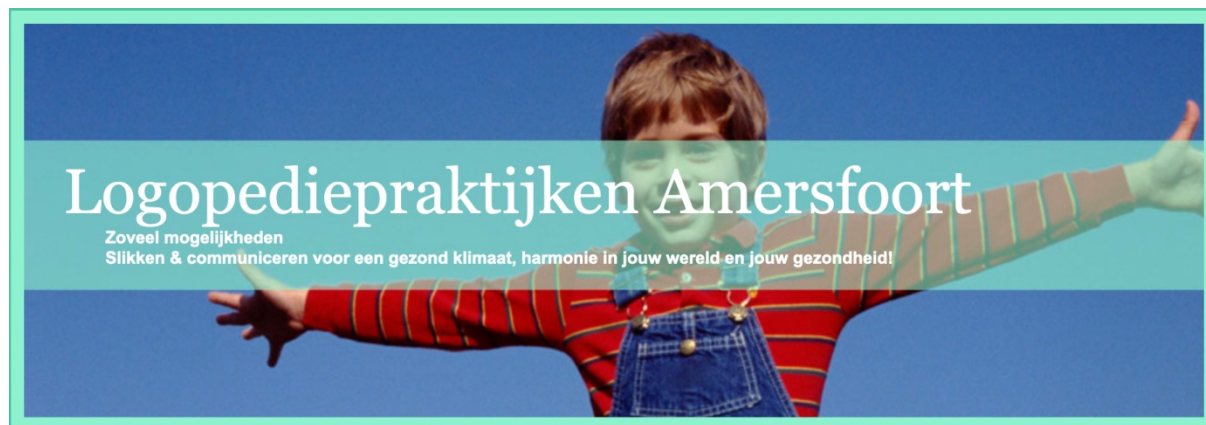 Logopediepraktijken Amersfoort
Zoveel mogelijkheden
Slikken & communiceren voor een gezond klimaat, harmonie in jouw wereld en jouw gezondheid!